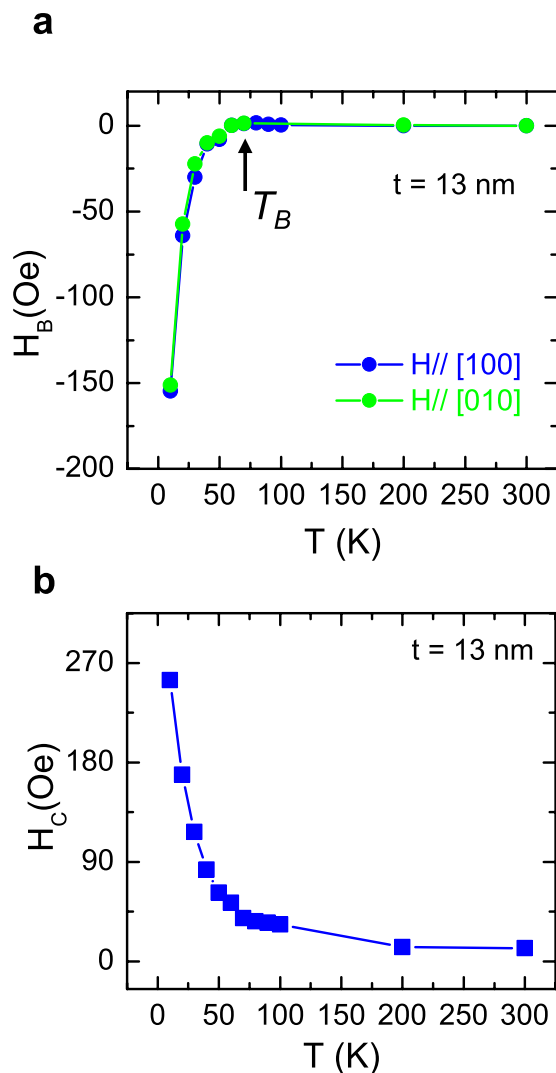 a
0
-50
-100
-150
-200
H_B(Oe)
T_B
t = 13 nm
H// [100]
H// [010]
0 50 100 150 200 250 300
T (K)
b
270
180
90
0
H_C(Oe)
t = 13 nm
0 50 100 150 200 250 300
T (K)